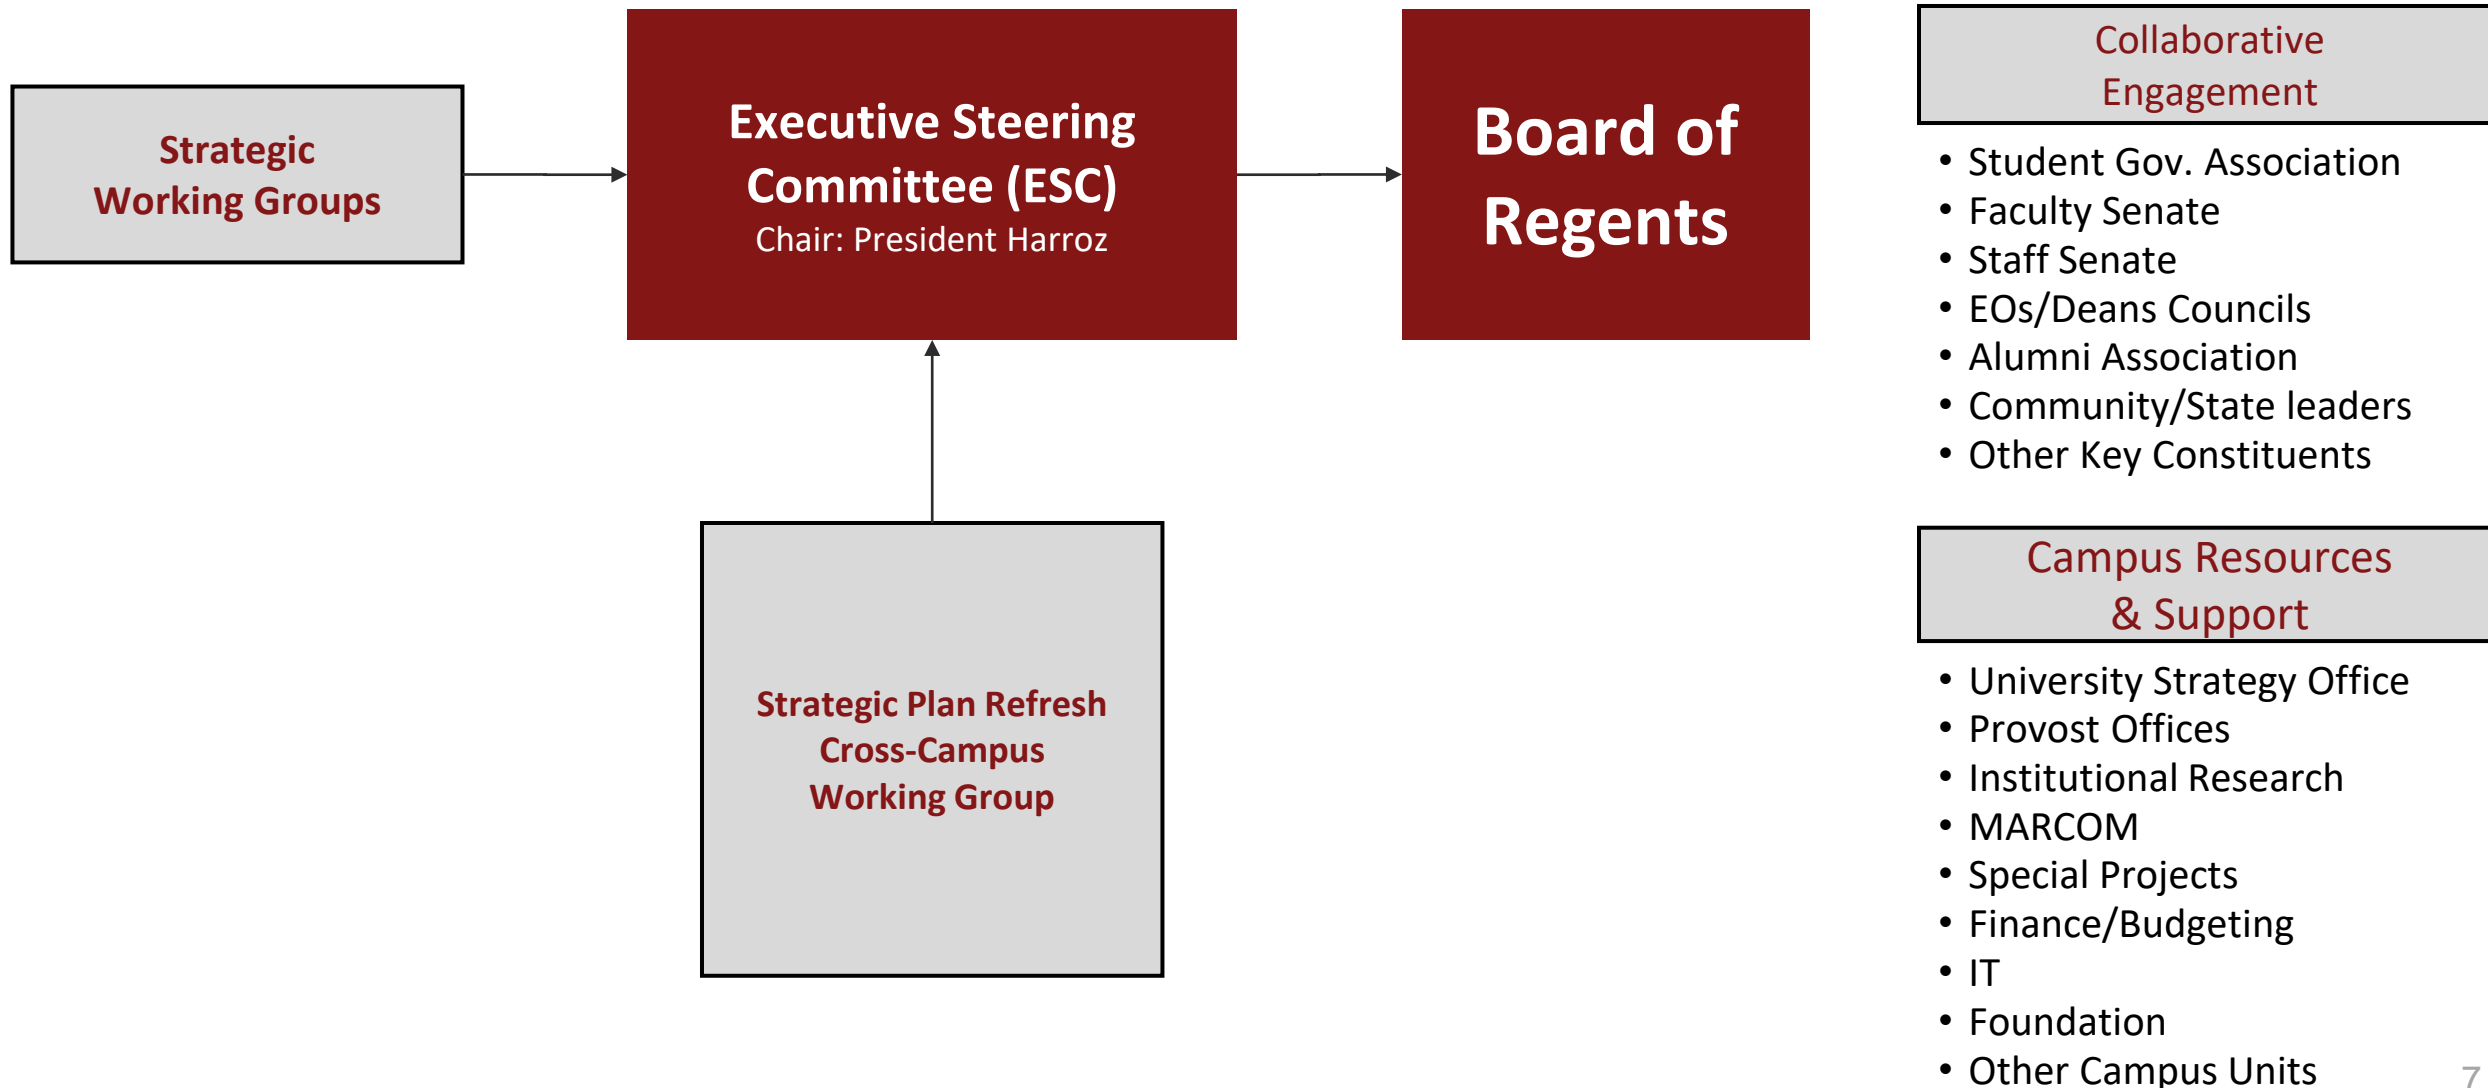 Strategic
Working Groups
Executive Steering
Committee (ESC)
Chair: President Harroz
Board of
Regents
Strategic Plan Refresh
Cross-Campus
Working Group
Collaborative
Engagement
• Student Gov. Association
• Faculty Senate
• Staff Senate
• EOs/Deans Councils
• Alumni Association
• Community/State leaders
• Other Key Constituents
Campus Resources
& Support
• University Strategy Office
• Provost Offices
• Institutional Research
• MARCOM
• Special Projects
• Finance/Budgeting
• IT
• Foundation
• Other Campus Units
7